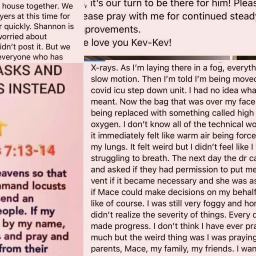 house together. We
yers at this time for
r quickly. Shannon is
worried about
idn't post it. But we
everyone who has
, it's our turn to be there for him! Pleas
ease pray with me for continued steady
provements.
e love you Kev-Kev!
ASKS AND
S INSTEAD
s 7:13-14
eavens so that
mmand locusts
end an
eople. If my
by my name,
s and pray and
from their
X-rays. As I'm laying there in a fog, everyth
slow motion. Then I'm told I'm being moved
covid icu step down unit. I had no idea wha
meant. Now the bag that was over my face
being replaced with something called high
oxygen. I don't know all of the technical wo
it immediately felt like warm air being force
my lungs. It felt weird but I didn't feel like I
struggling to breath. The next day the dr ca
and asked if they had permission to put me
vent if it became necessary and she was as
if Mace could make decisions on my behalf
like of course. I was still very foggy and hor
didn't realize the severity of things. Every d
made progress. I don't think I have ever pra
much but the weird thing was I was praying
parents, Mace, my family, my friends. I wan